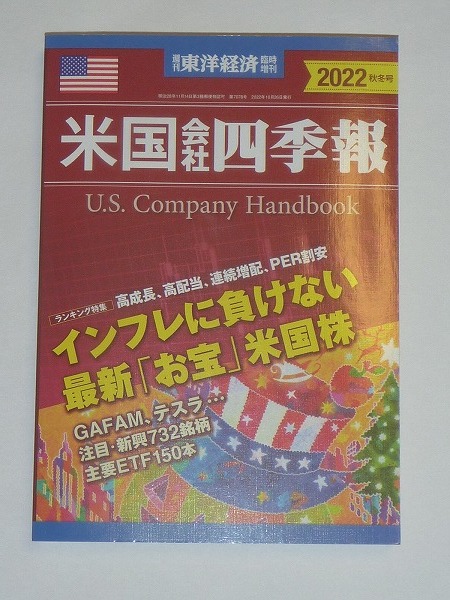 週刊 東洋経済 臨時増刊
2022 秋冬号
米国会社四季報
U.S. Company Handbook
ランキング特集 高成長、高配当、連続増配、PER割安
インフレに負けない
最新「お宝」米国株
GAFAM、テスラ…
注目・新興732銘柄
主要ETF150本